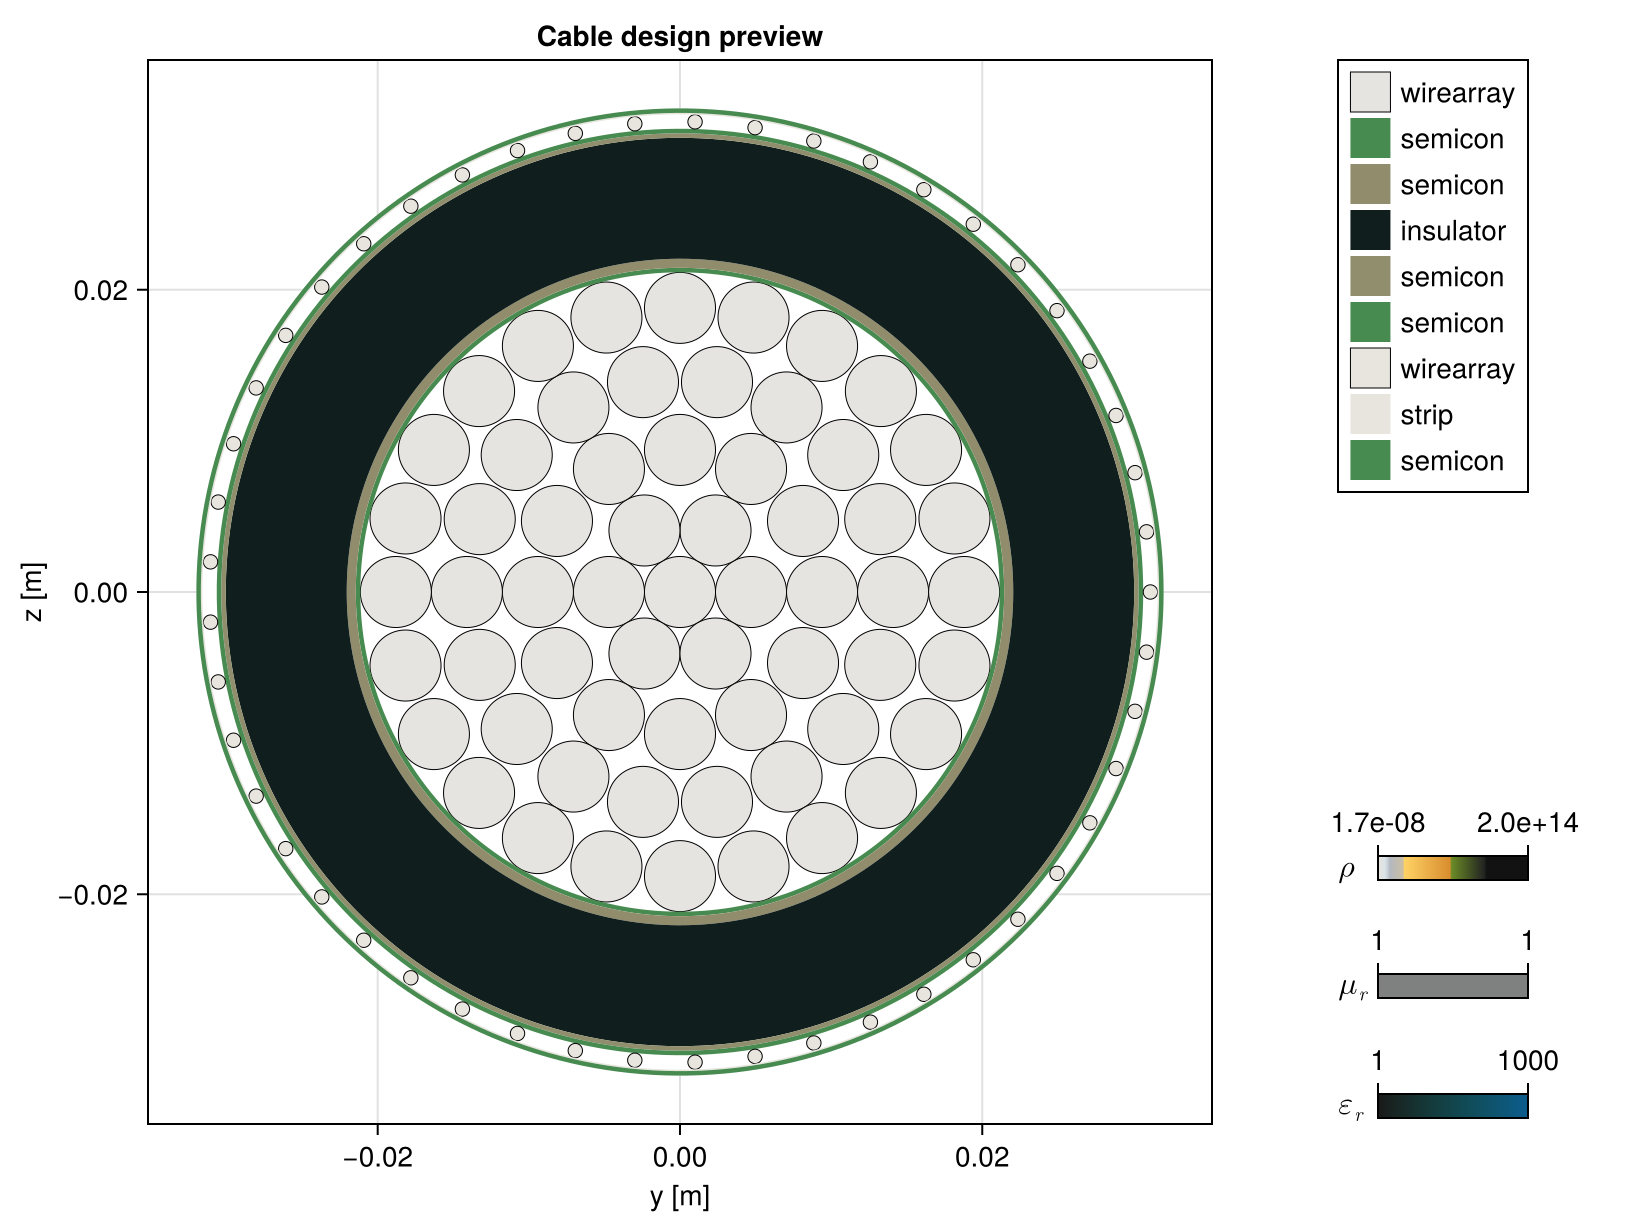 Cable design preview
z [m]
0.02
0.00
−0.02
−0.02
0.00
0.02
y [m]
wirearray
semicon
semicon
insulator
semicon
semicon
wirearray
strip
semicon
1.7e-08 2.0e+14
ρ
1 1
μr
1 1000
εr